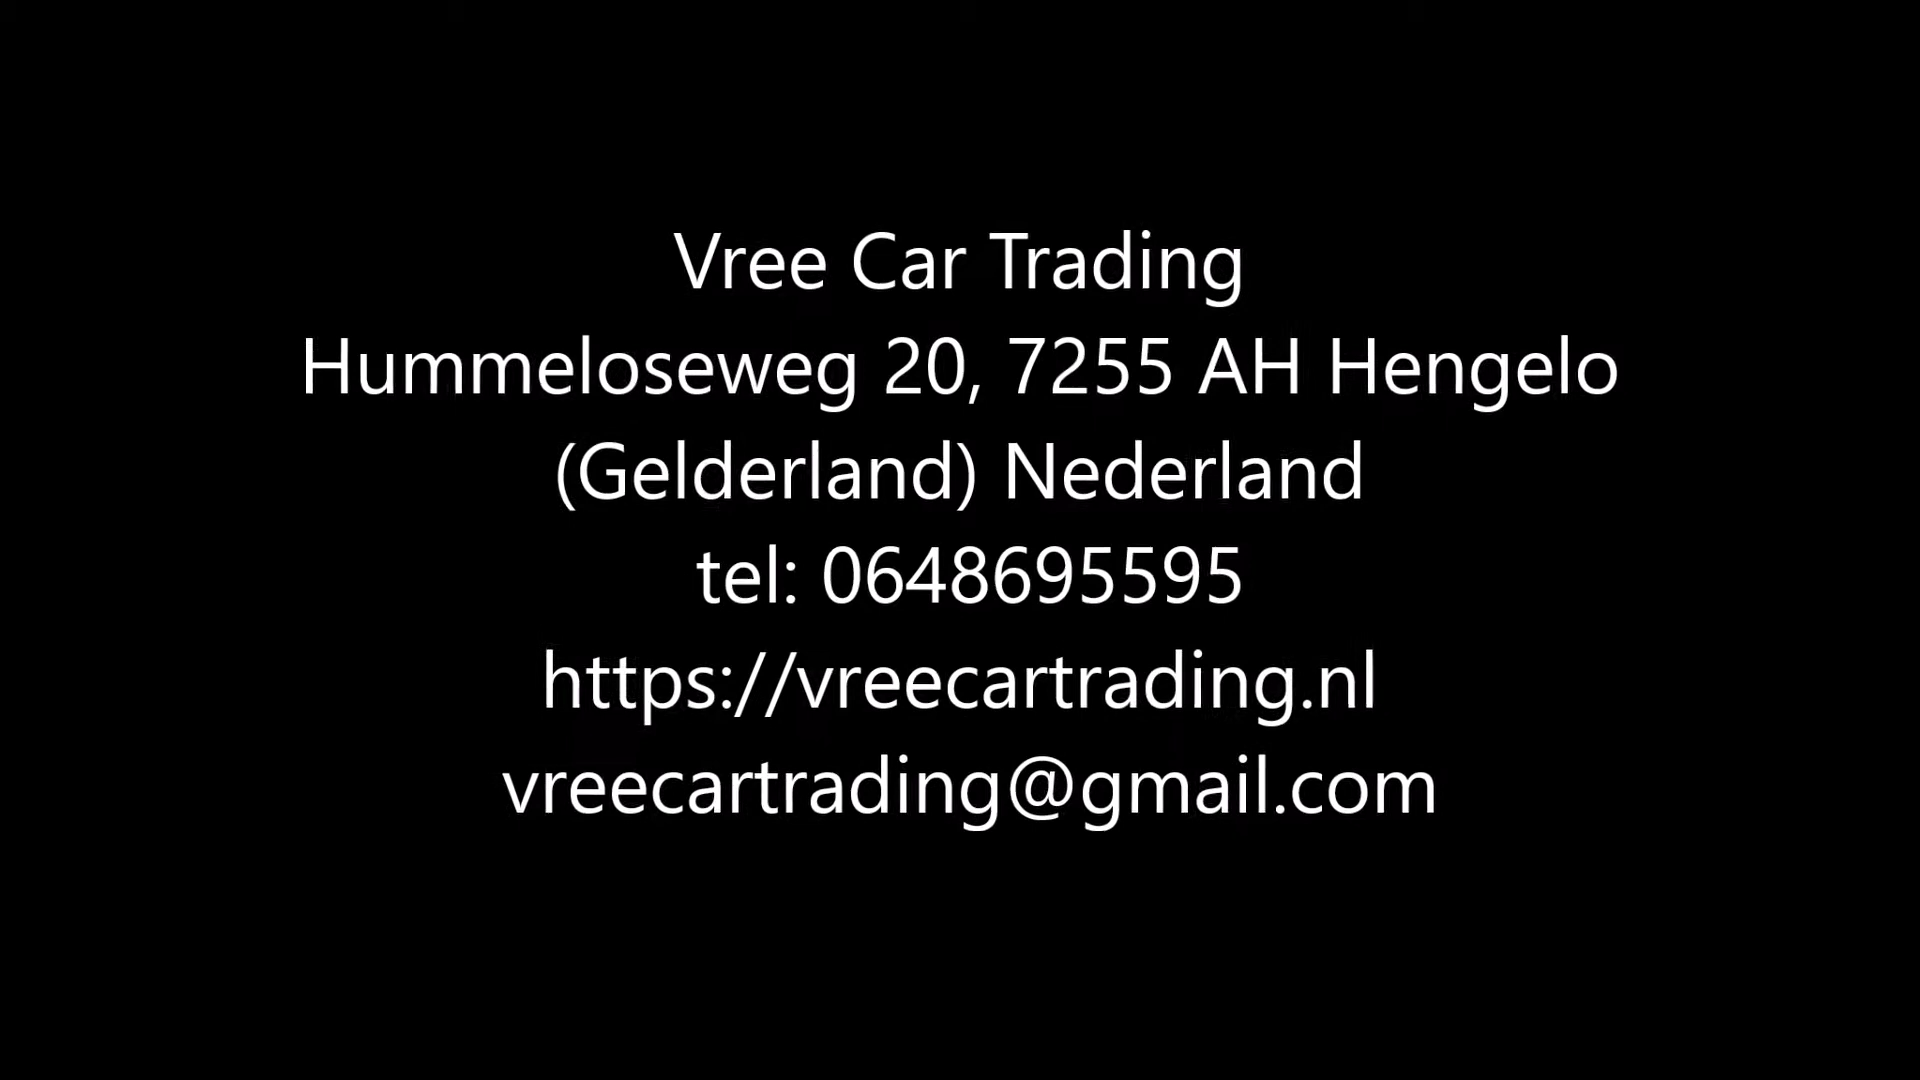 Vree Car Trading
Hummeloseweg 20, 7255 AH Hengelo
(Gelderland) Nederland
tel: 0648695595
https://vreecartrading.nl
vreecartrading@gmail.com